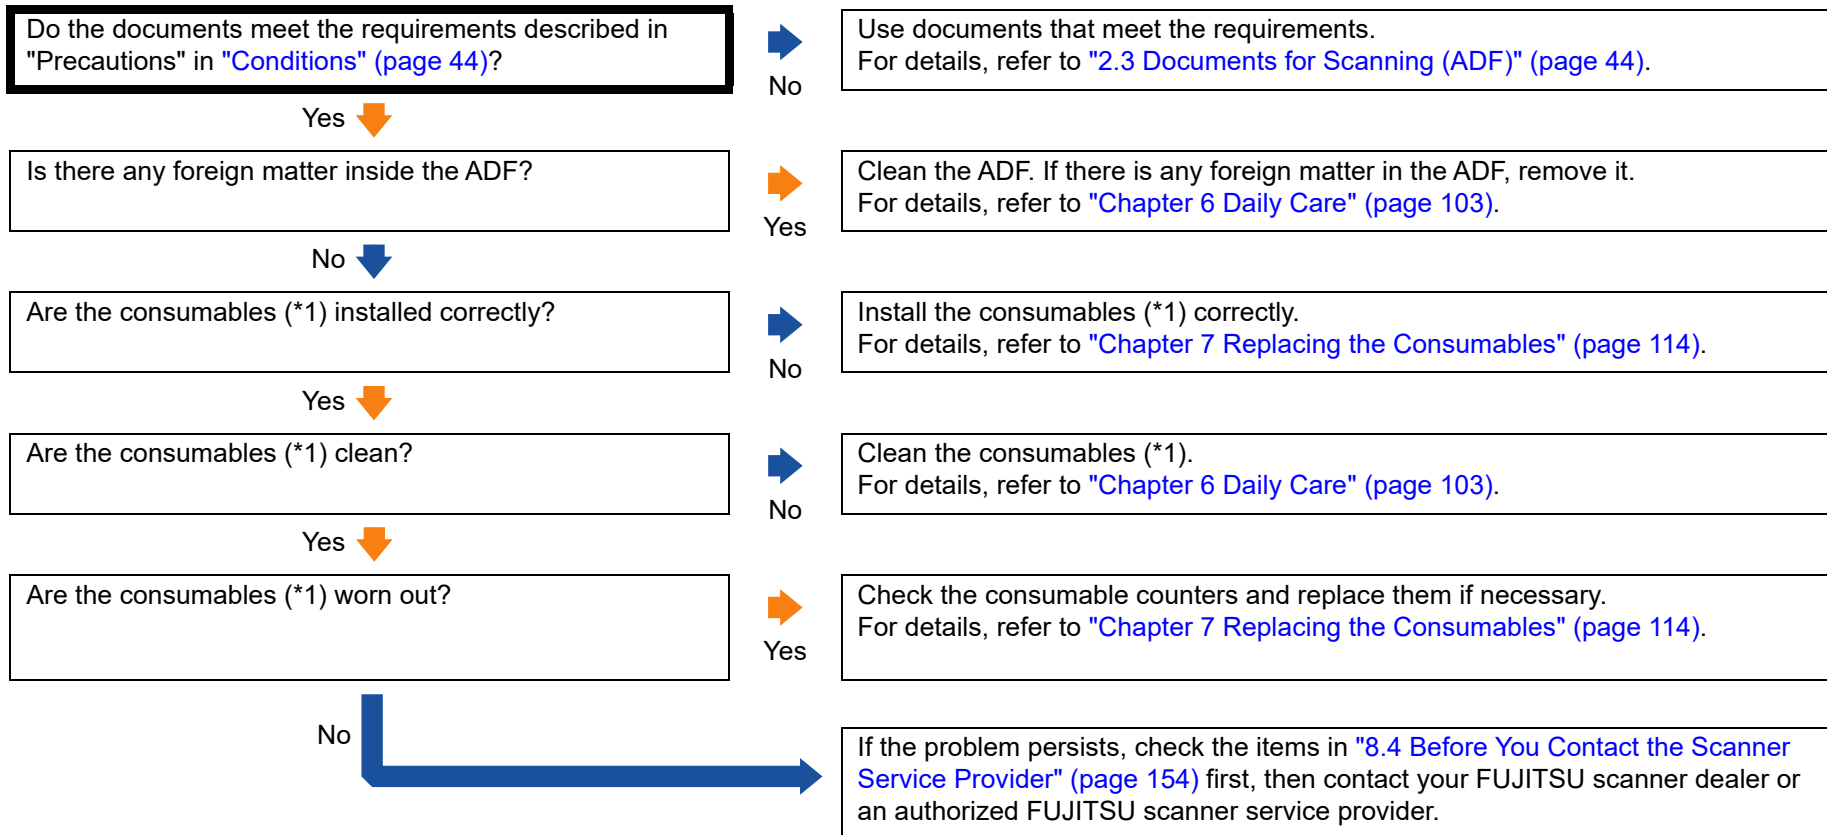 Do the documents meet the requirements described in
"Precautions" in "Conditions" (page 44)?
No
Use documents that meet the requirements.
For details, refer to "2.3 Documents for Scanning (ADF)" (page 44).
Yes
Is there any foreign matter inside the ADF?
Yes
Clean the ADF. If there is any foreign matter in the ADF, remove it.
For details, refer to "Chapter 6 Daily Care" (page 103).
No
Are the consumables (*1) installed correctly?
No
Install the consumables (*1) correctly.
For details, refer to "Chapter 7 Replacing the Consumables" (page 114).
Yes
Are the consumables (*1) clean?
No
Clean the consumables (*1).
For details, refer to "Chapter 6 Daily Care" (page 103).
Yes
Are the consumables (*1) worn out?
Yes
Check the consumable counters and replace them if necessary.
For details, refer to "Chapter 7 Replacing the Consumables" (page 114).
No
If the problem persists, check the items in "8.4 Before You Contact the Scanner
Service Provider" (page 154) first, then contact your FUJITSU scanner dealer or
an authorized FUJITSU scanner service provider.